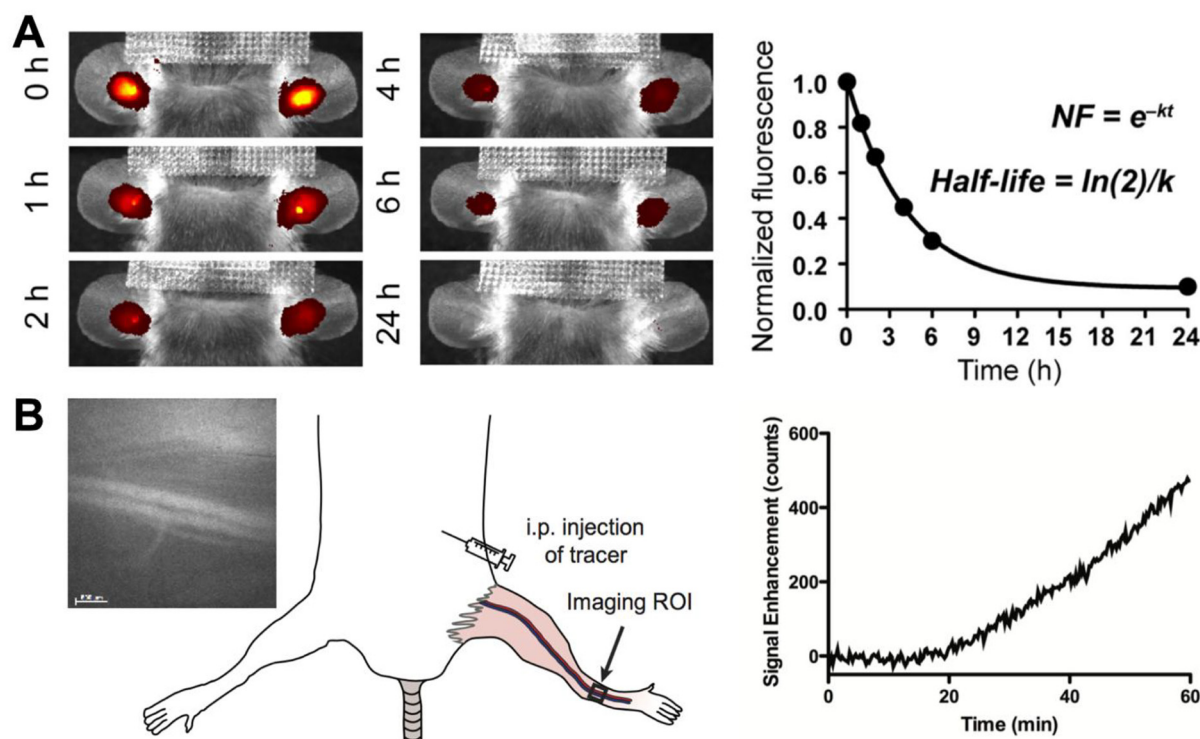 A
0 h
1 h
2 h
4 h
6 h
24 h
Normalized fluorescence
1.0
0.8
0.6
0.4
0.2
0.0
NF = e^–kt
Half-life = ln(2)/k
0 3 6 9 12 15 18 21 24
Time (h)
B
i.p. injection
of tracer
Imaging ROI
Signal Enhancement (counts)
600
400
200
0
0 20 40 60
Time (min)